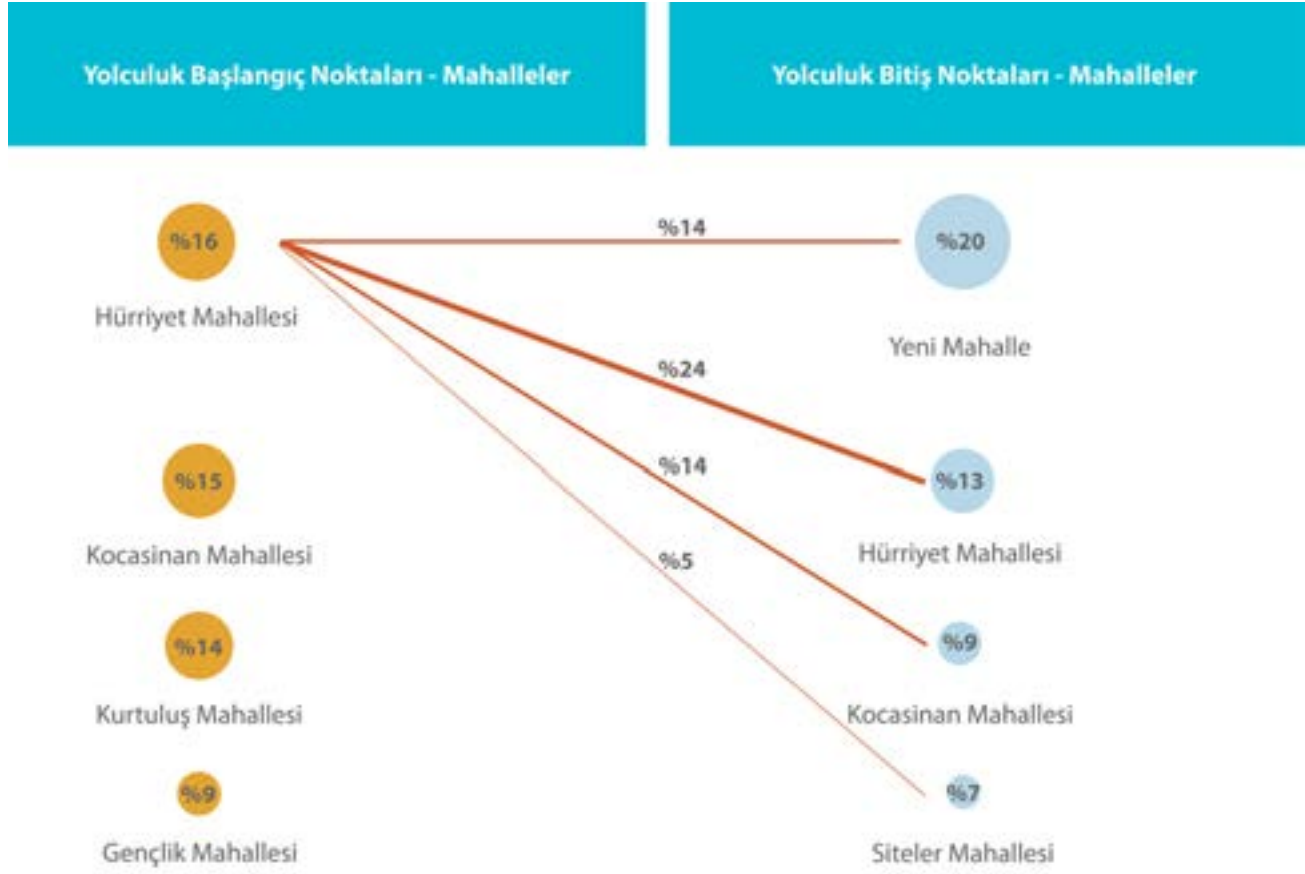 Yolculuk Başlangıç Noktaları - Mahalleler
Yolculuk Bitiş Noktaları - Mahalleler
%16
%14
%20
Hürriyet Mahallesi
Yeni Mahalle
%24
%15
%14
%13
Kocasinan Mahallesi
Hürriyet Mahallesi
%5
%14
%9
Kurtuluş Mahallesi
Kocasinan Mahallesi
%9
%7
Gençlik Mahallesi
Siteler Mahallesi